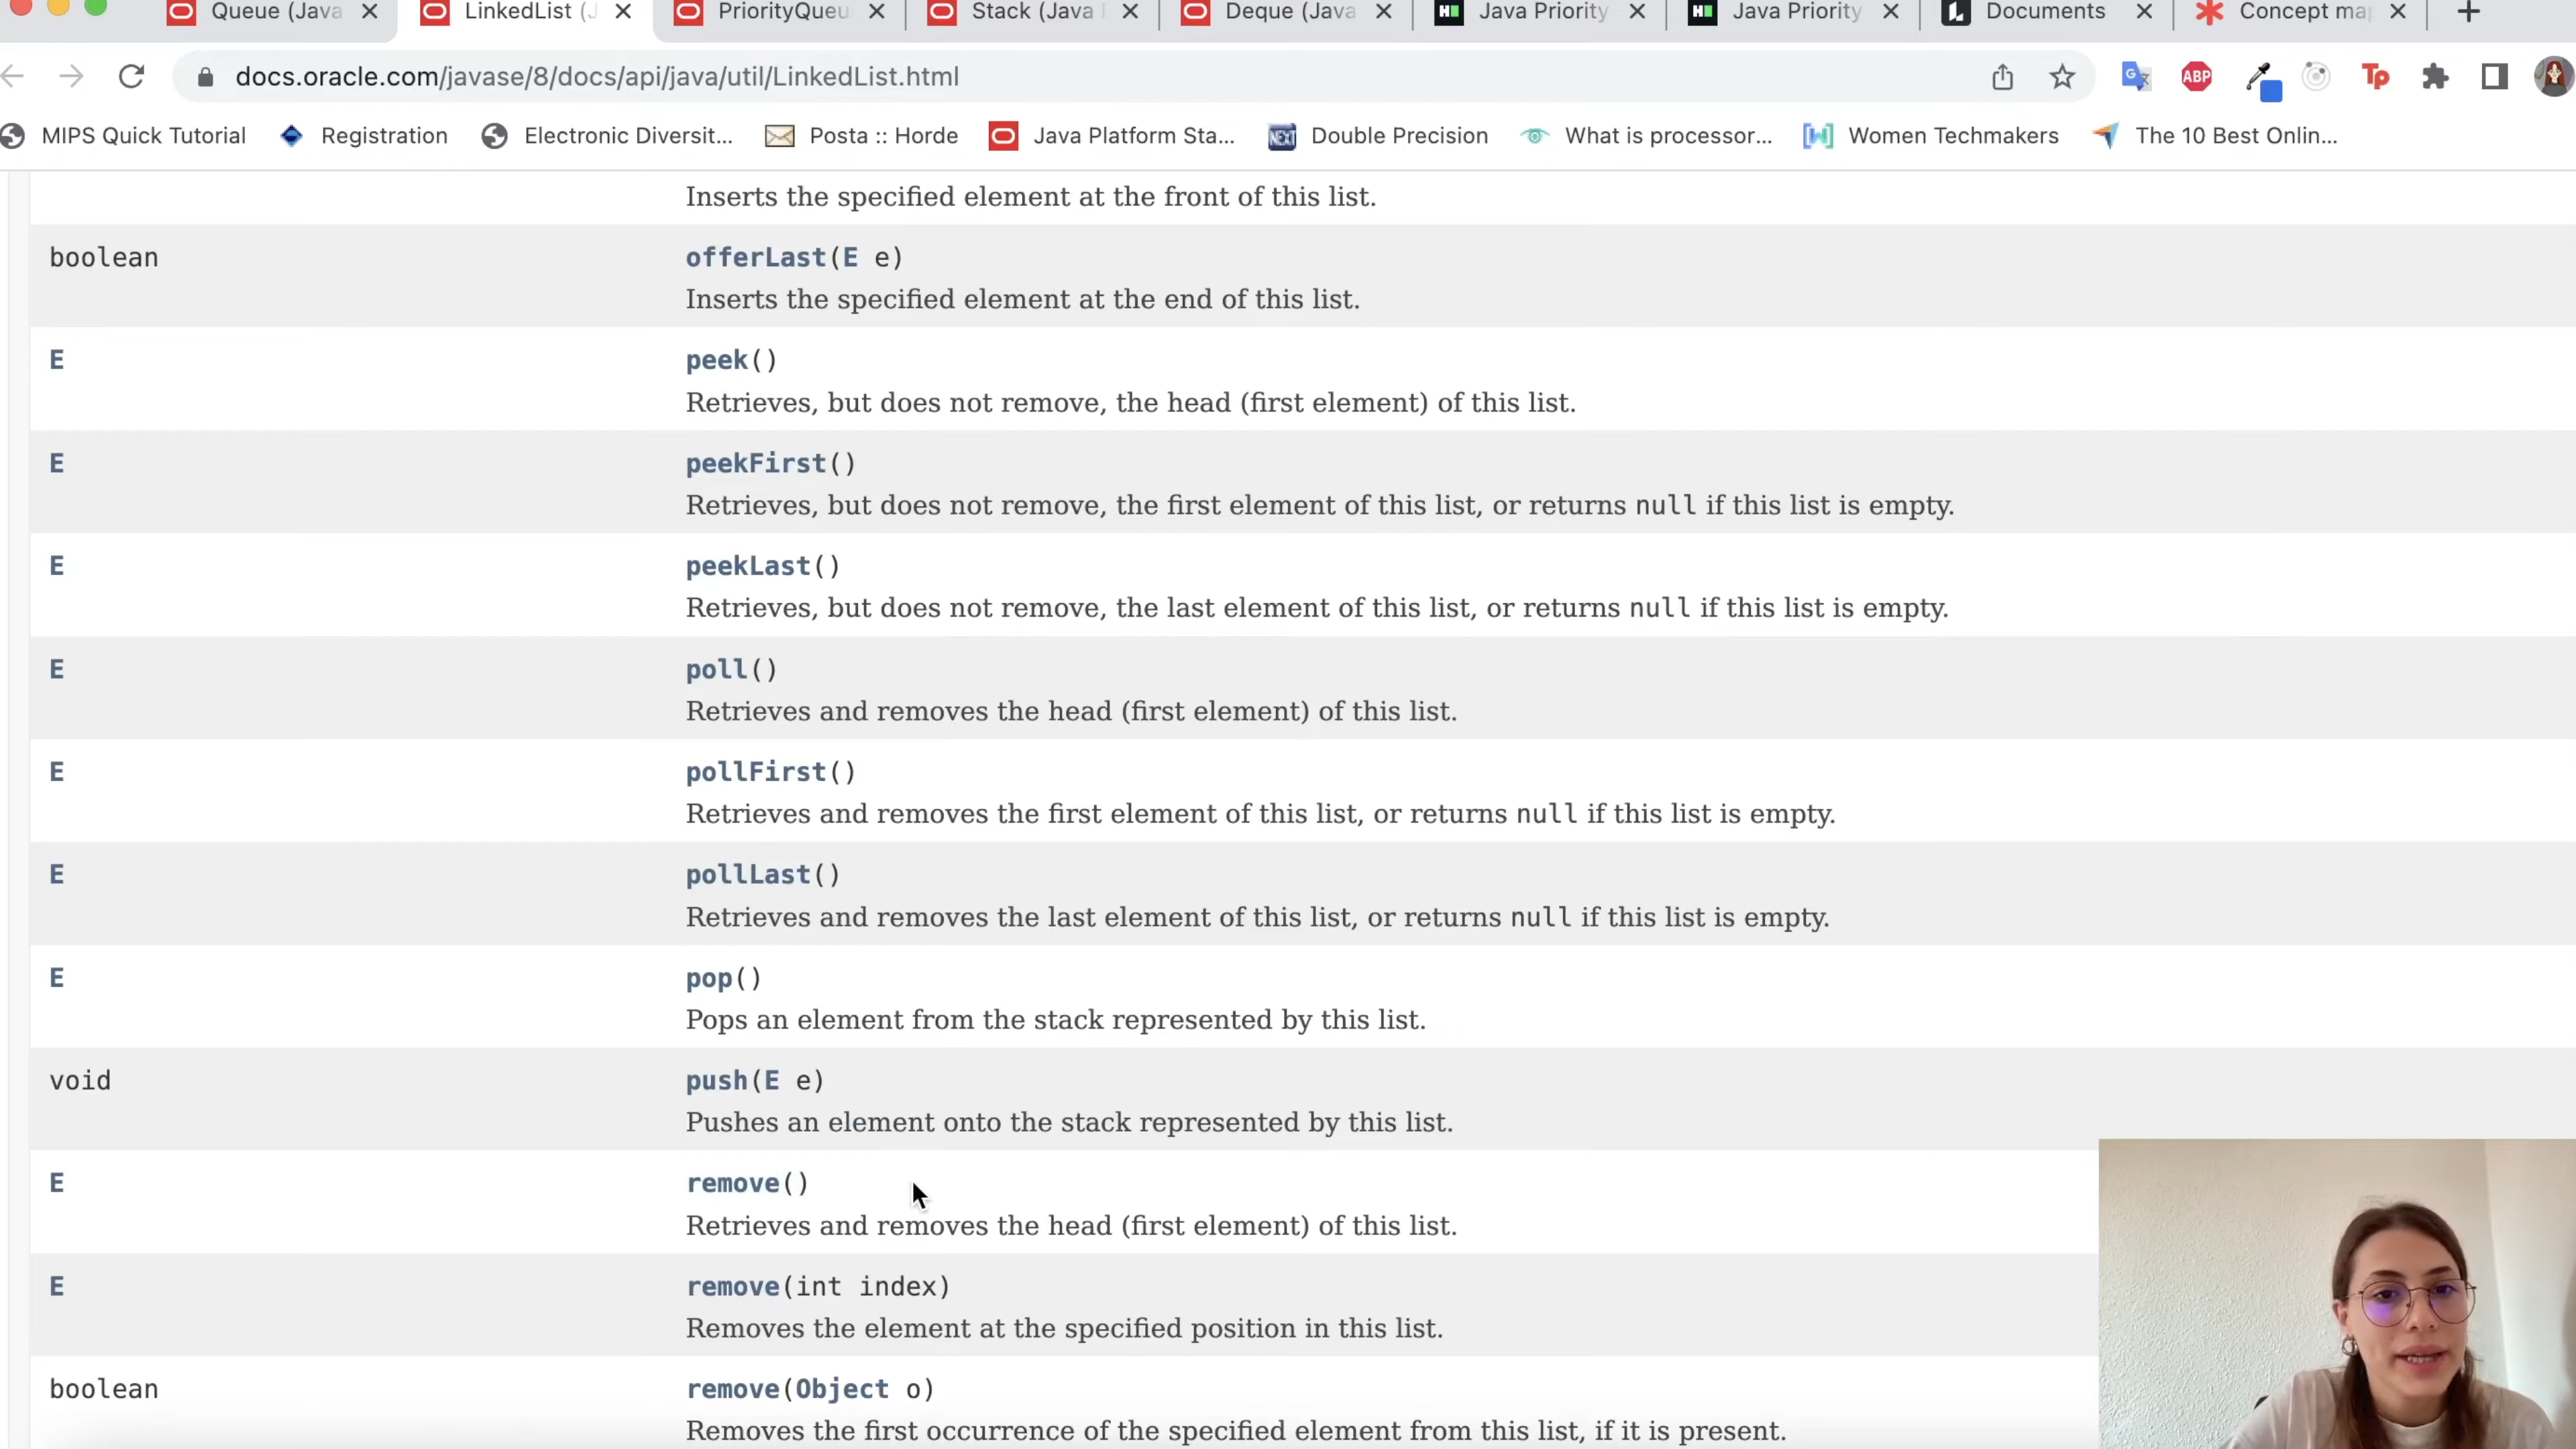 Queue (Java
LinkedList (J
PriorityQueu
Stack (Java
Deque (Java
Java Priority
Java Priority
Documents
Concept ma
docs.oracle.com/javase/8/docs/api/java/util/LinkedList.html
ABP
Tp
MIPS Quick Tutorial
Registration
Electronic Diversit...
Posta :: Horde
Java Platform Sta...
NEXT
Double Precision
What is processor...
Women Techmakers
The 10 Best Onlin...
Inserts the specified element at the front of this list.
boolean
offerLast(E e)
Inserts the specified element at the end of this list.
E
peek()
Retrieves, but does not remove, the head (first element) of this list.
E
peekFirst()
Retrieves, but does not remove, the first element of this list, or returns null if this list is empty.
E
peekLast()
Retrieves, but does not remove, the last element of this list, or returns null if this list is empty.
E
poll()
Retrieves and removes the head (first element) of this list.
E
pollFirst()
Retrieves and removes the first element of this list, or returns null if this list is empty.
E
pollLast()
Retrieves and removes the last element of this list, or returns null if this list is empty.
E
pop()
Pops an element from the stack represented by this list.
void
push(E e)
Pushes an element onto the stack represented by this list.
E
remove()
Retrieves and removes the head (first element) of this list.
E
remove(int index)
Removes the element at the specified position in this list.
boolean
remove(Object o)
Removes the first occurrence of the specified element from this list, if it is present.